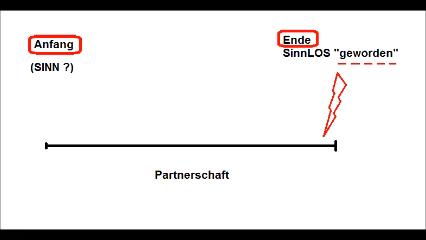 Anfang
(SINN ?)
Ende
SinnLOS "geworden"
Partnerschaft